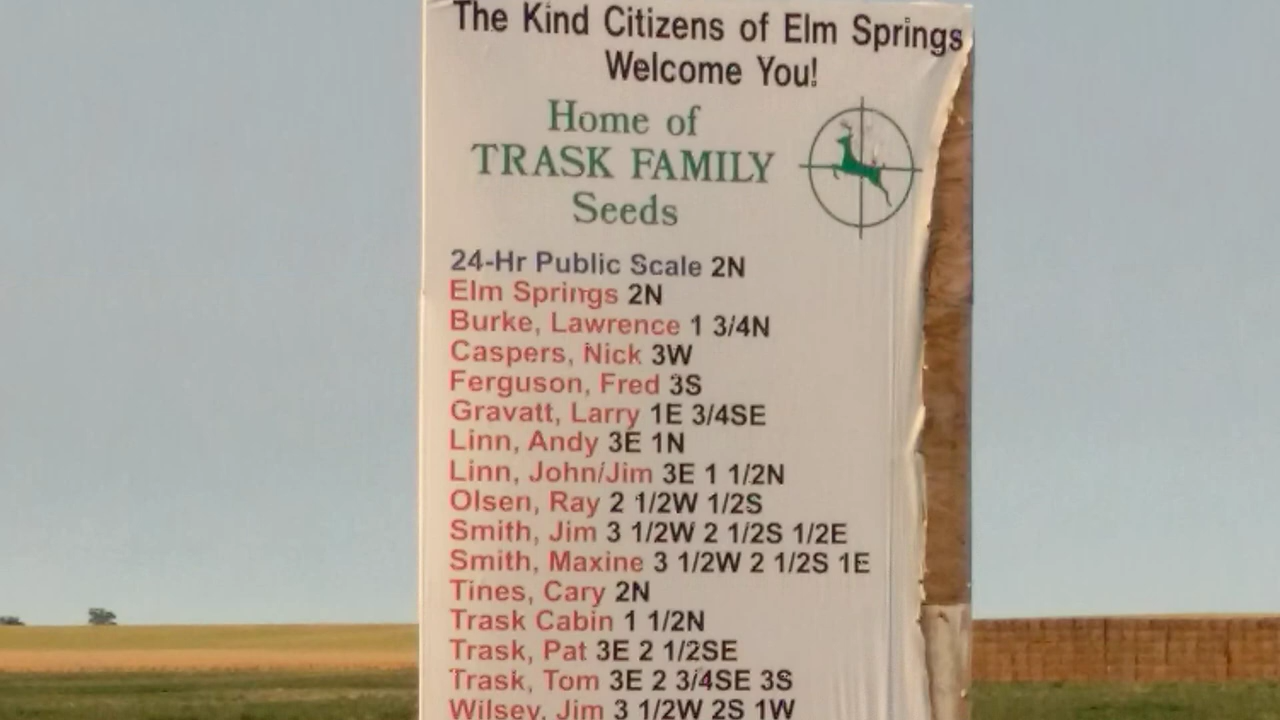 The Kind Citizens of Elm Springs
Welcome You!
Home of
TRASK FAMILY
Seeds
24-Hr Public Scale 2N
Elm Springs 2N
Burke, Lawrence 1 3/4N
Caspers, Nick 3W
Ferguson, Fred 3S
Gravatt, Larry 1E 3/4SE
Linn, Andy 3E 1N
Linn, John/Jim 3E 1 1/2N
Olsen, Ray 2 1/2W 1/2S
Smith, Jim 3 1/2W 2 1/2S 1/2E
Smith, Maxine 3 1/2W 2 1/2S 1E
Tines, Cary 2N
Trask Cabin 1 1/2N
Trask, Pat 3E 2 1/2SE
Trask, Tom 3E 2 3/4SE 3S
Wilsey, Jim 3 1/2W 2S 1W